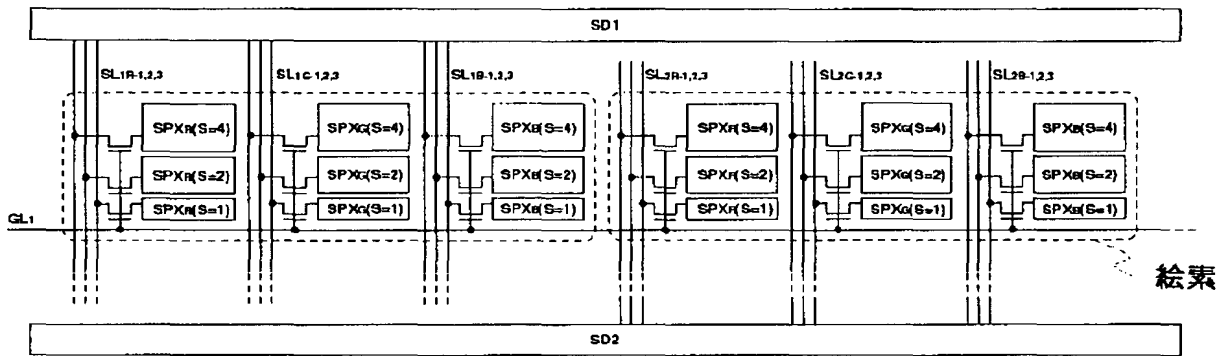 SD1
SL1R-1,2,3 SL1G-1,2,3 SL1B-1,2,3 SL2R-1,2,3 SL2G-1,2,3 SL2B-1,2,3
SPXR(S=4) SPXG(S=4) SPXB(S=4) SPXR(S=4) SPXG(S=4) SPXB(S=4)
SPXR(S=2) SPXG(S=2) SPXB(S=2) SPXR(S=2) SPXG(S=2) SPXB(S=2)
SPXR(S=1) SPXG(S=1) SPXB(S=1) SPXR(S=1) SPXG(S=1) SPXB(S=1)
GL1
絵素
SD2